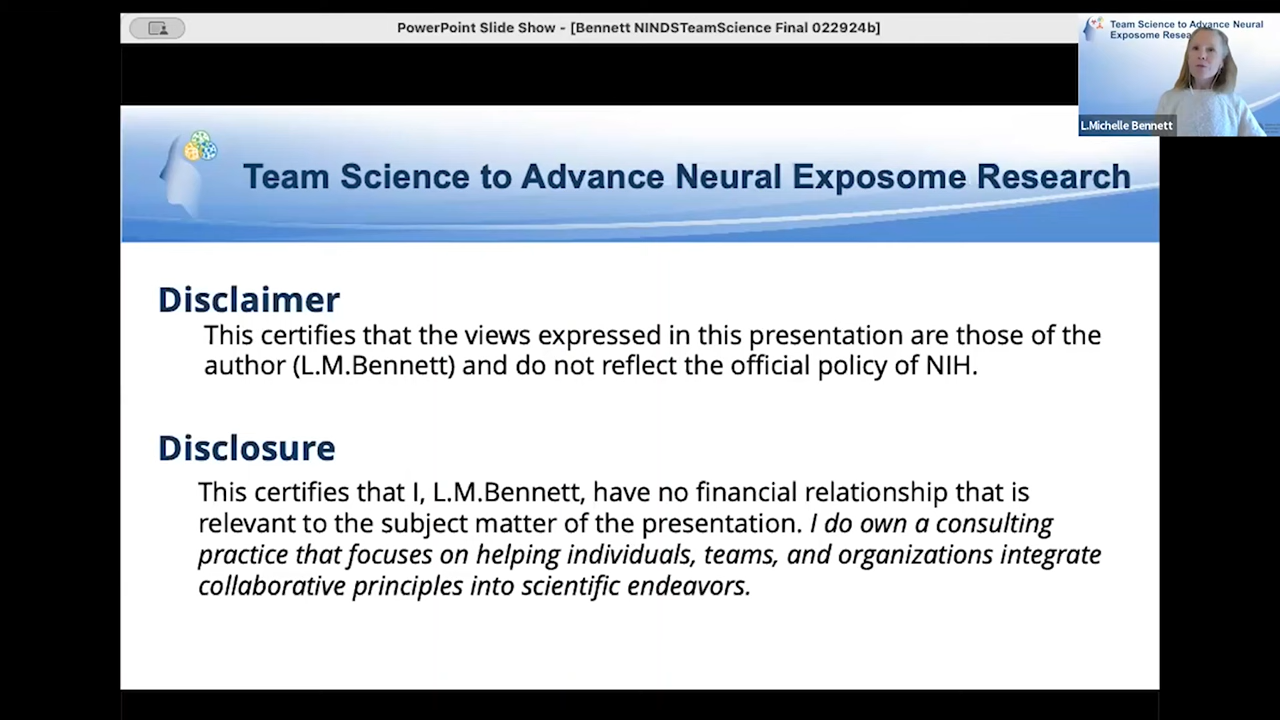 PowerPoint Slide Show - [Bennett NINDSTeamScience Final 022924b]
Team Science to Advance Neural
Exposome
L.Michelle Bennett
Team Science to Advance Neural Exposome Research
Disclaimer
This certifies that the views expressed in this presentation are those of the
author (L.M.Bennett) and do not reflect the official policy of NIH.
Disclosure
This certifies that I, L.M.Bennett, have no financial relationship that is
relevant to the subject matter of the presentation. I do own a consulting
practice that focuses on helping individuals, teams, and organizations integrate
collaborative principles into scientific endeavors.